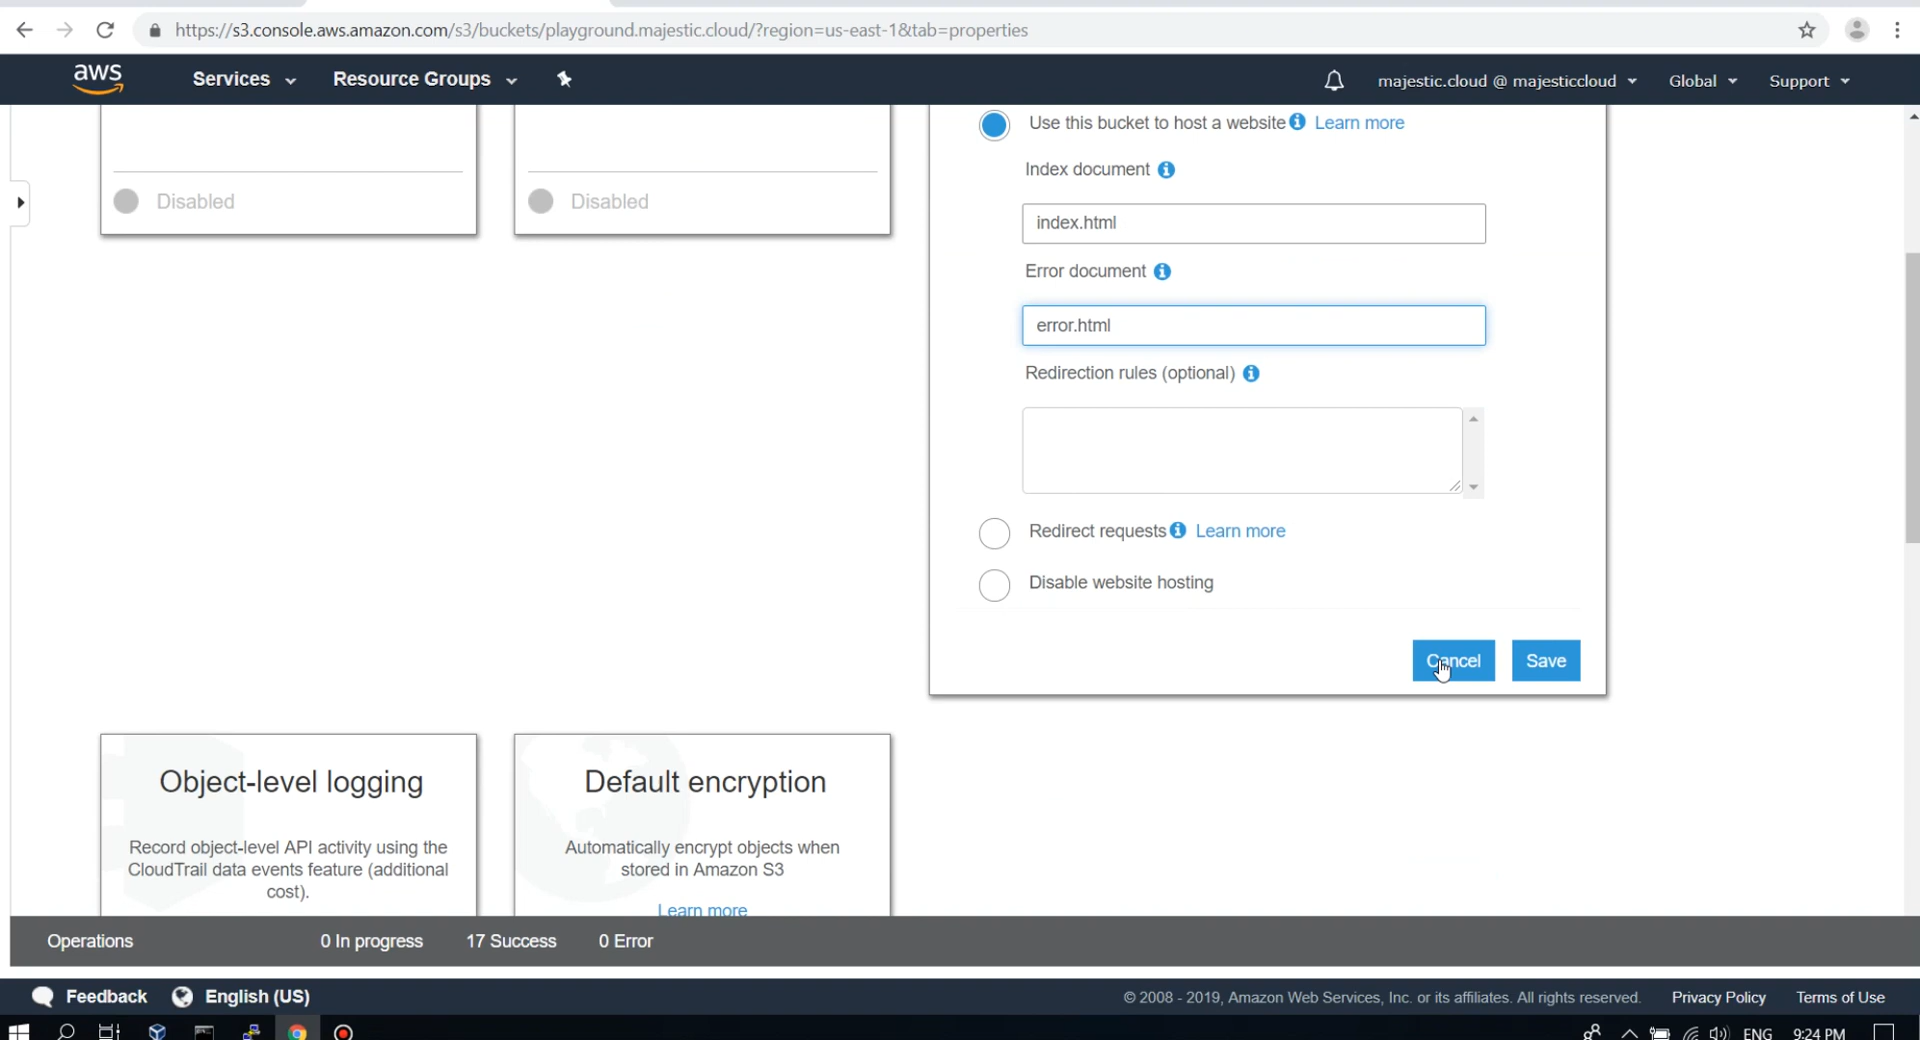 https://s3.console.aws.amazon.com/s3/buckets/playground.majestic.cloud/?region=us-east-1&tab=properties
aws
Services
Resource Groups
majestic.cloud @ majesticcloud
Global
Support
Use this bucket to host a website
Learn more
Index document
Disabled
Disabled
index.html
Error document
error.html
Redirection rules (optional)
Redirect requests
Learn more
Disable website hosting
Cancel
Save
Object-level logging
Record object-level API activity using the
CloudTrail data events feature (additional
cost).
Default encryption
Automatically encrypt objects when
stored in Amazon S3
Learn more
Operations
0 In progress
17 Success
0 Error
Feedback
English (US)
© 2008 - 2019, Amazon Web Services, Inc. or its affiliates. All rights reserved.
Privacy Policy
Terms of Use
ENG
9:24 PM